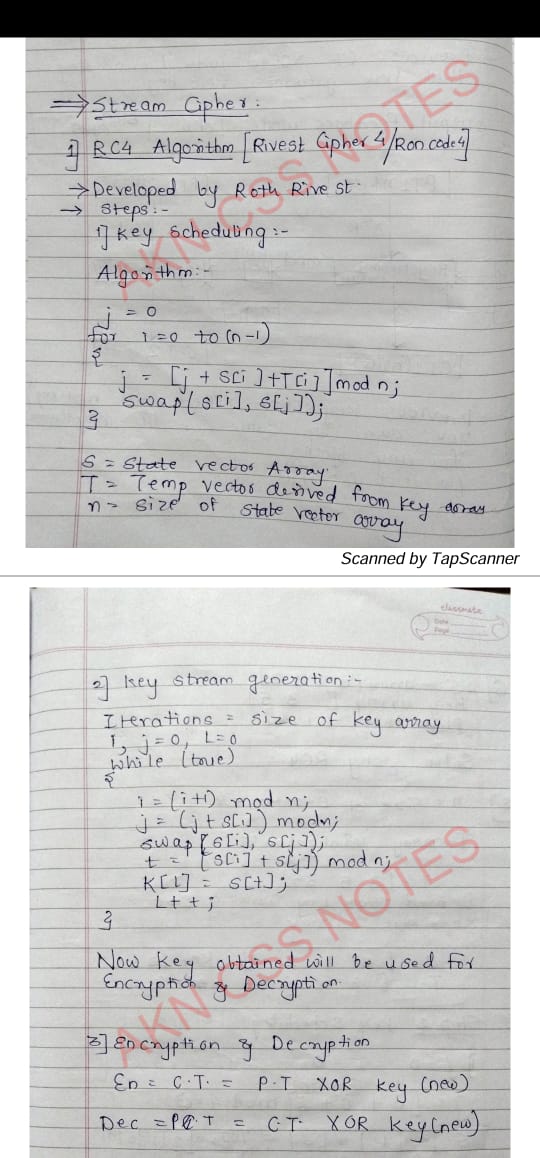 ⇒ Stream Cipher:
1] RC4 Algorithm [Rivest Cipher 4/Ron code 4]
→ Developed by Roth Rivest.
→ Steps:-
1] Key Scheduling:-
Algorithm:-
j = 0
for i=0 to (n-1)
{
j = [j + S[i] + T[i]] mod n;
swap(S[i], S[j]);
}
S = State vector Array
T = Temp vector derived from key array
n = size of state vector array
AKN CSS NOTES
Scanned by TapScanner
classmate
Date
Page
2] Key stream generation:-
Iterations = size of key array
i, j=0, L=0
while (true)
{
i = (i+1) mod n;
j = (j + S[i]) mod n;
swap [S[i], S[j]];
t = (S[i] + S[j]) mod n;
K[l] = S[t];
L++;
}
Now key obtained will be used for
Encryption & Decryption.
3] Encryption & Decryption
En = C.T. = P.T XOR key (new)
Dec = P.T = C.T. XOR key (new)
AKN CSS NOTES